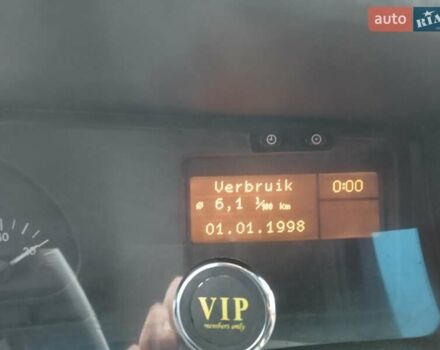 auto RIA
Verbruik 0:00
ø 6,1 l/100 Km
01.01.1998
VIP
members only
20